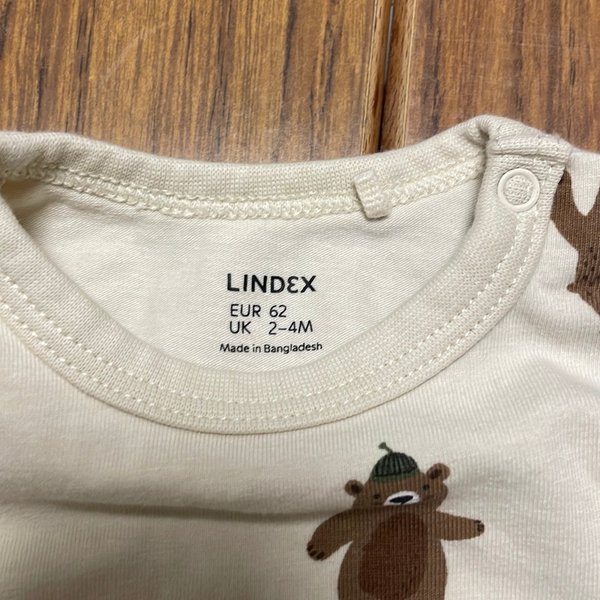 LINDEX
EUR 62
UK 2-4M
Made in Bangladesh